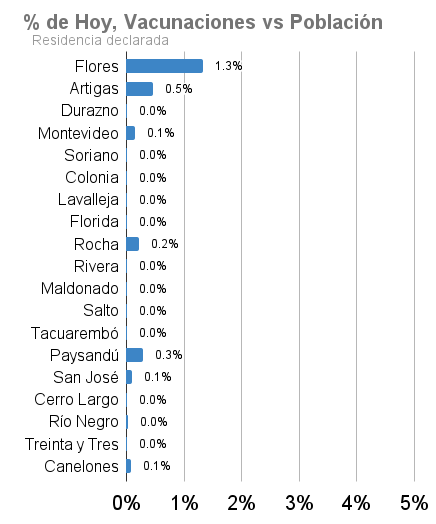 % de Hoy, Vacunaciones vs Población
Residencia declarada
Flores 1.3%
Artigas 0.5%
Durazno 0.0%
Montevideo 0.1%
Soriano 0.0%
Colonia 0.0%
Lavalleja 0.0%
Florida 0.0%
Rocha 0.2%
Rivera 0.0%
Maldonado 0.0%
Salto 0.0%
Tacuarembó 0.0%
Paysandú 0.3%
San José 0.1%
Cerro Largo 0.0%
Río Negro 0.0%
Treinta y Tres 0.0%
Canelones 0.1%
0% 1% 2% 3% 4% 5%